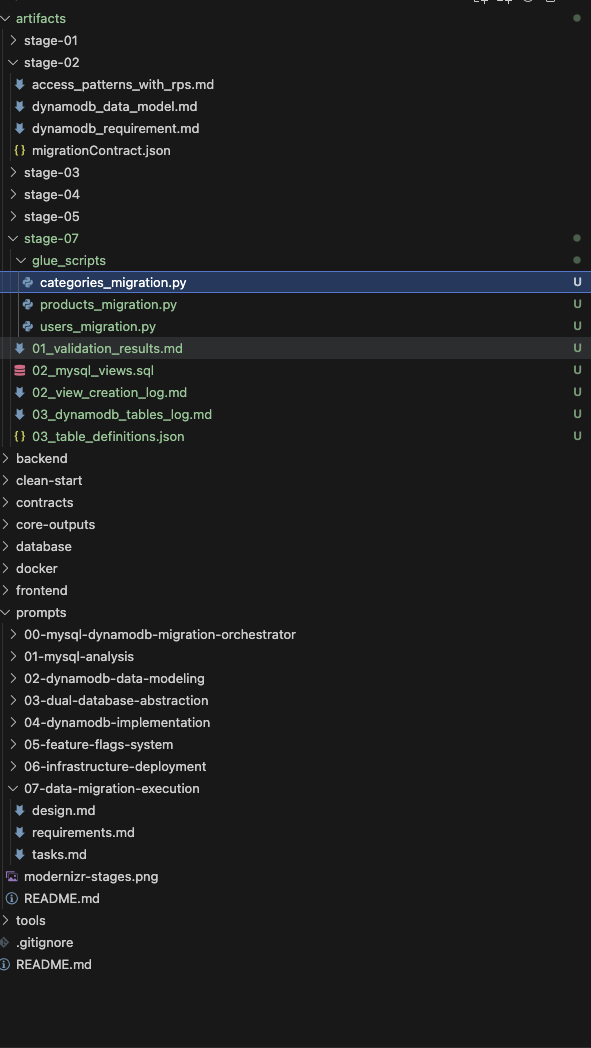 artifacts
stage-01
stage-02
access_patterns_with_rps.md
dynamodb_data_model.md
dynamodb_requirement.md
{} migrationContract.json
stage-03
stage-04
stage-05
stage-07
glue_scripts
categories_migration.py U
products_migration.py U
users_migration.py U
01_validation_results.md U
02_mysql_views.sql U
02_view_creation_log.md U
03_dynamodb_tables_log.md U
{} 03_table_definitions.json U
backend
clean-start
contracts
core-outputs
database
docker
frontend
prompts
00-mysql-dynamodb-migration-orchestrator
01-mysql-analysis
02-dynamodb-data-modeling
03-dual-database-abstraction
04-dynamodb-implementation
05-feature-flags-system
06-infrastructure-deployment
07-data-migration-execution
design.md
requirements.md
tasks.md
modernizr-stages.png
README.md
tools
.gitignore
README.md